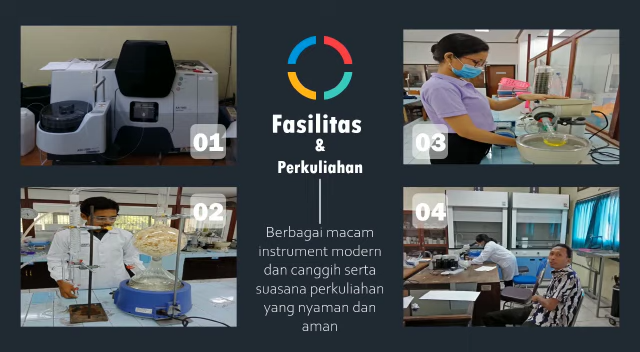 01
02
Fasilitas
&
Perkuliahan
Berbagai macam
instrument modern
dan canggih serta
suasana perkuliahan
yang nyaman dan
aman
03
04